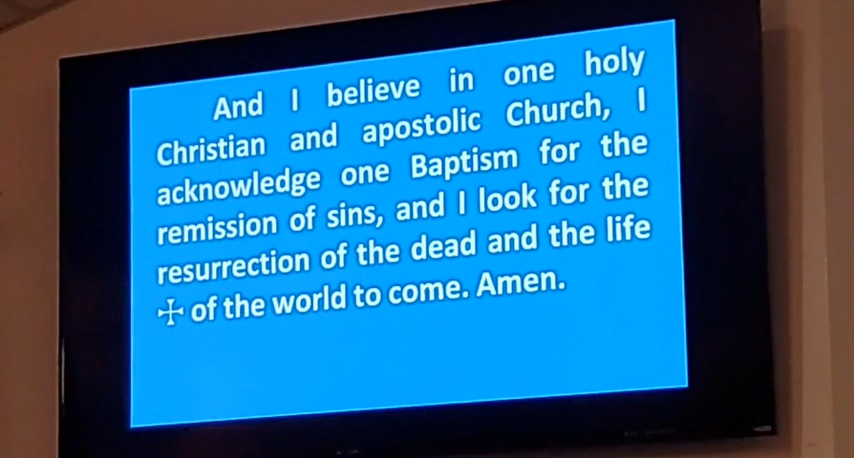 And I believe in one holy
Christian and apostolic Church, I
acknowledge one Baptism for the
remission of sins, and I look for the
resurrection of the dead and the life
☩ of the world to come. Amen.